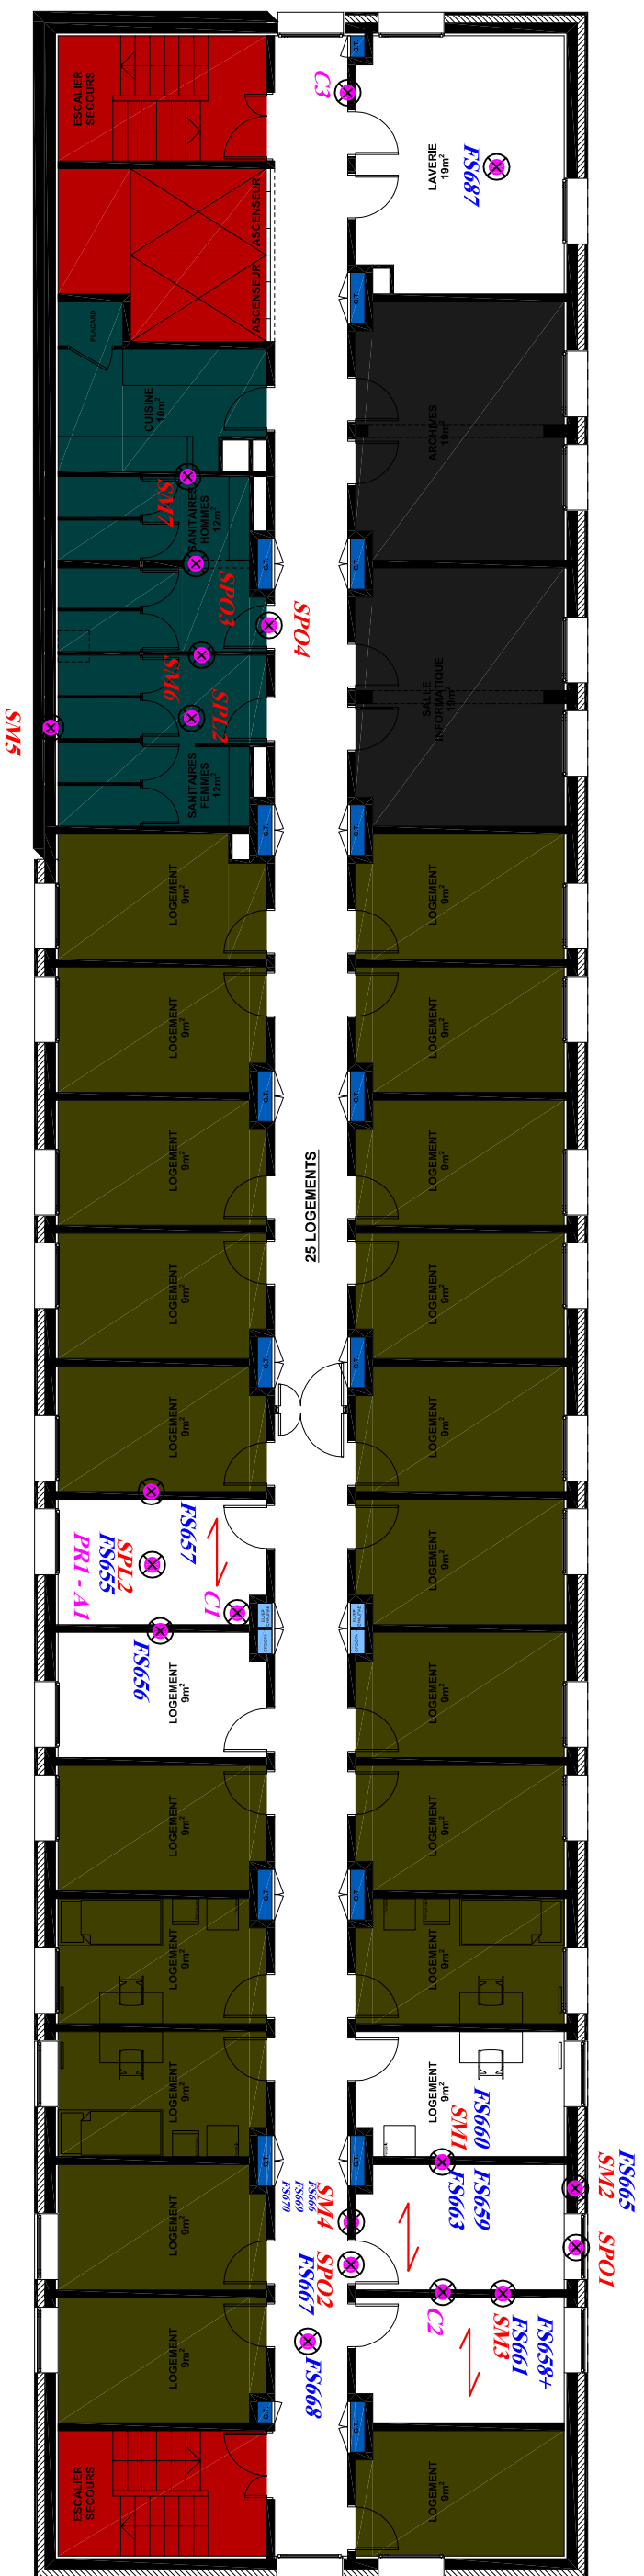 ESCALIER
SECOURS
C3
LAVERIE
19m²
FS687
G.T.
ASCENSEUR
ASCENSEUR
G.T.
PLACARD
CUISINE
10m²
ARCHIVES
19m²
SANITAIRES
HOMMES
12m²
SM7
G.T.
G.T.
SPO3
SPO4
SM6
SPL2
SM5
SALLE
INFORMATIQUE
19m²
SANITAIRES
FEMMES
12m²
G.T.
G.T.
LOGEMENT
9m²
LOGEMENT
9m²
LOGEMENT
9m²
LOGEMENT
9m²
G.T.
G.T.
LOGEMENT
9m²
LOGEMENT
9m²
25 LOGEMENTS
LOGEMENT
9m²
LOGEMENT
9m²
G.T.
G.T.
LOGEMENT
9m²
LOGEMENT
9m²
FS657
SPL2
FS655
PR1 - A1
C1
LOGEMENT
9m²
FS656
LOGEMENT
9m²
LOGEMENT
9m²
LOGEMENT
9m²
LOGEMENT
9m²
G.T.
G.T.
LOGEMENT
9m²
LOGEMENT
9m²
LOGEMENT
9m²
LOGEMENT
9m²
FS660
SM1
G.T.
G.T.
FS659
FS663
FS665
SM2
SPO1
SM4
FS666
FS669
FS670
SPO2
FS667
LOGEMENT
9m²
C2
FS658+
FS661
SM3
FS668
LOGEMENT
9m²
G.T.
G.T.
ESCALIER
SECOURS
LOGEMENT
9m²